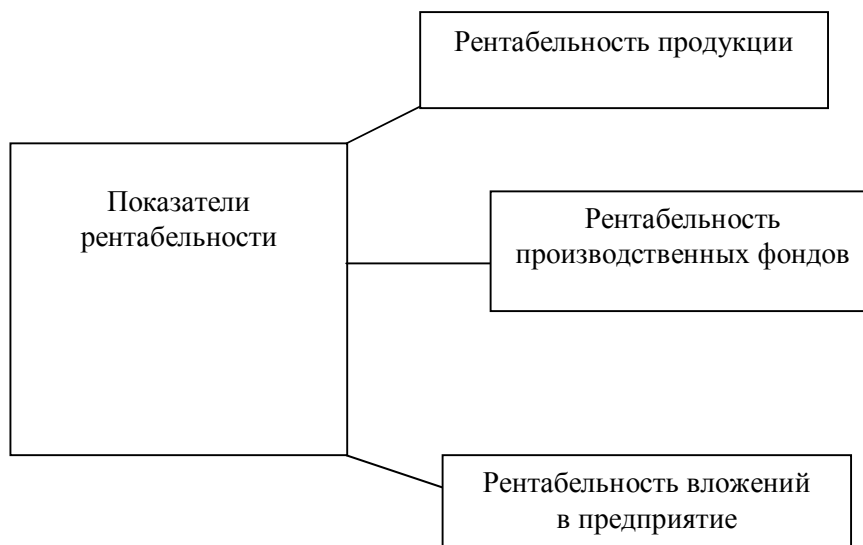 Рентабельность продукции
Показатели
рентабельности
Рентабельность
производственных фондов
Рентабельность вложений
в предприятие